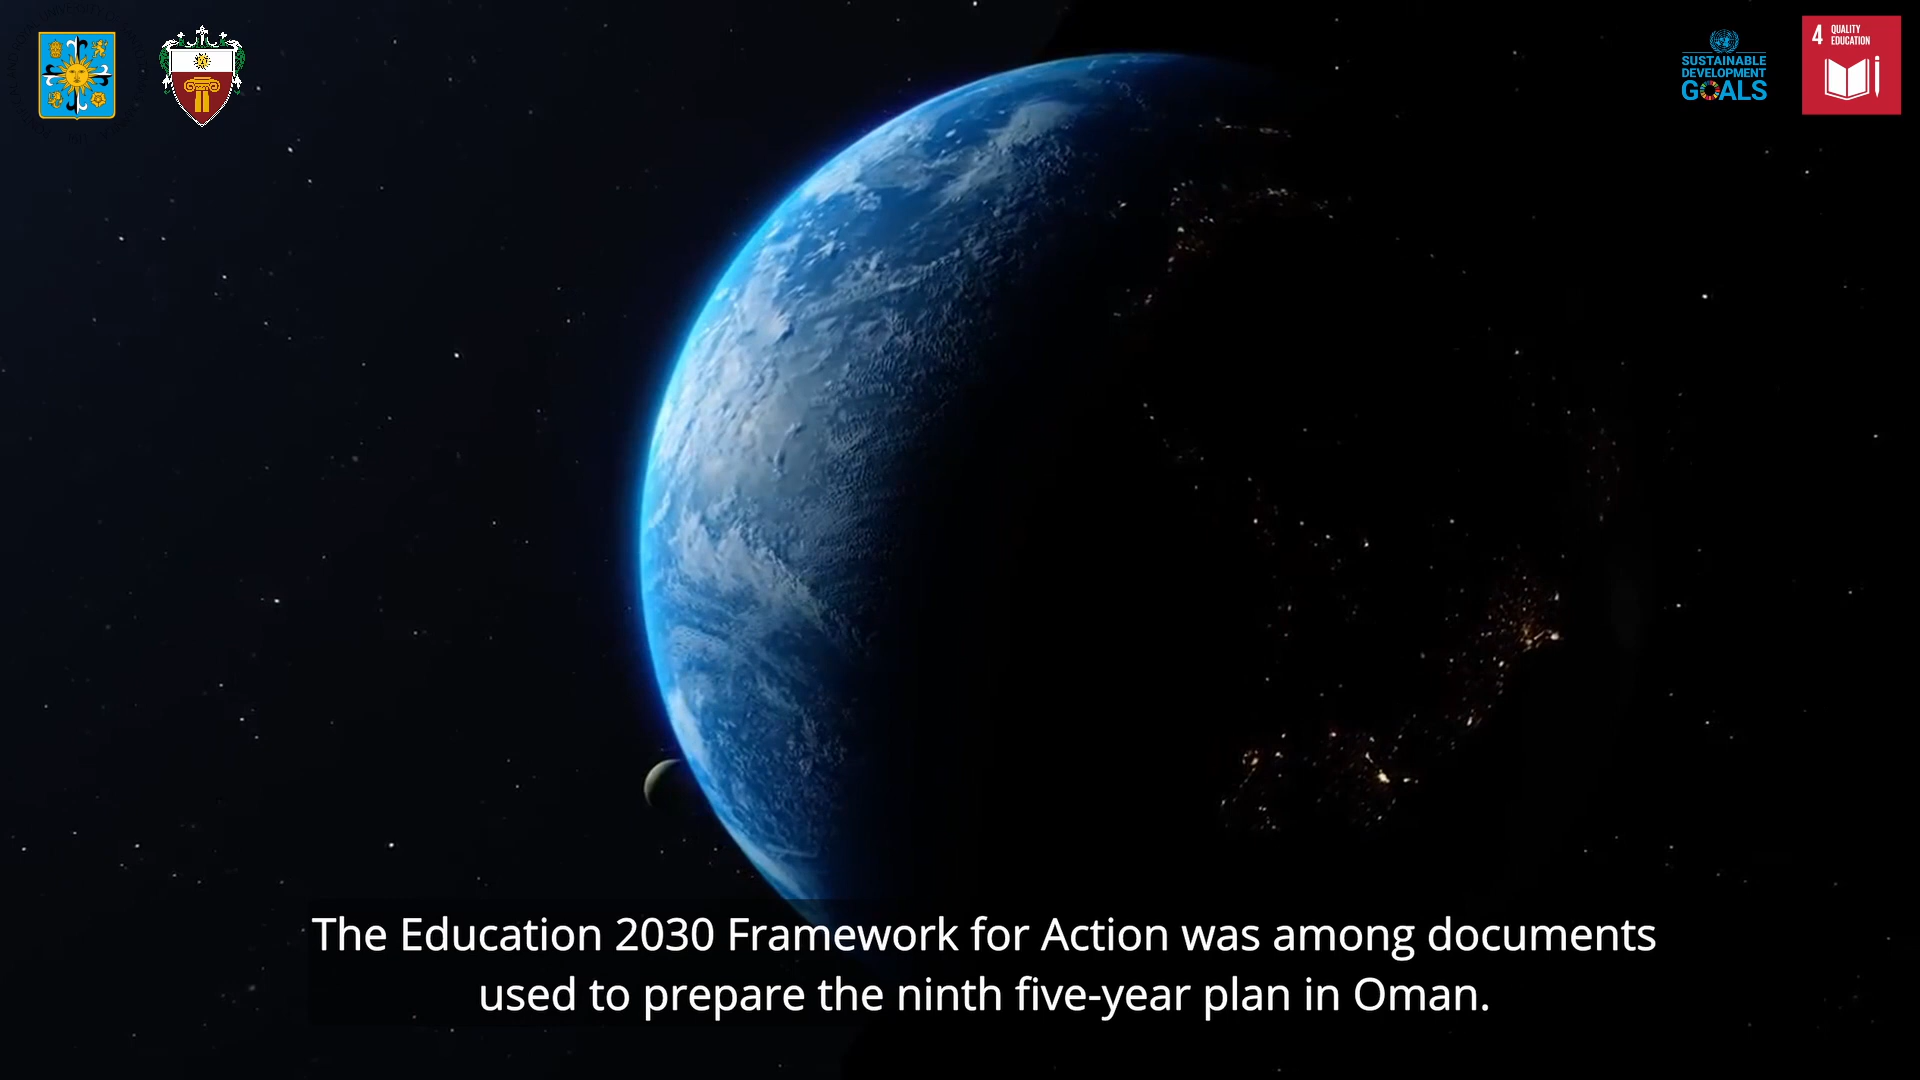 4 QUALITY
EDUCATION
SUSTAINABLE
DEVELOPMENT
GOALS
The Education 2030 Framework for Action was among documents
used to prepare the ninth five-year plan in Oman.